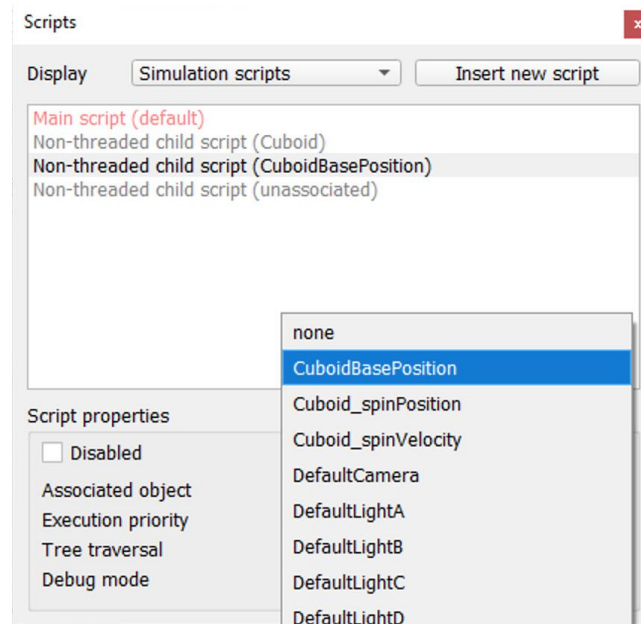 Scripts
x
Display Simulation scripts Insert new script
Main script (default)
Non-threaded child script (Cuboid)
Non-threaded child script (CuboidBasePosition)
Non-threaded child script (unassociated)
none
CuboidBasePosition
Cuboid_spinPosition
Cuboid_spinVelocity
DefaultCamera
DefaultLightA
DefaultLightB
DefaultLightC
DefaultLightD
Script properties
Disabled
Associated object
Execution priority
Tree traversal
Debug mode